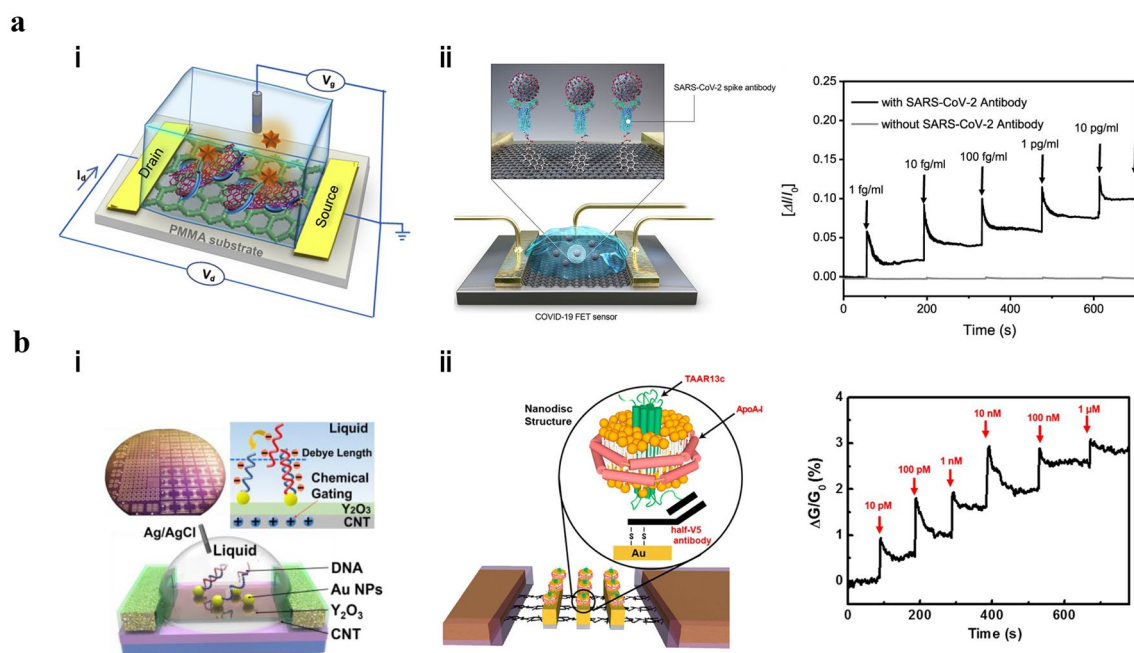 a
i
Vg
Id
Drain
Source
PMMA substrate
Vd
ii
SARS-CoV-2 spike antibody
COVID-19 FET sensor
0.25
0.20
0.15
0.10
0.05
0.00
[ΔI/I0]
with SARS-CoV-2 Antibody
without SARS-CoV-2 Antibody
1 fg/ml
10 fg/ml
100 fg/ml
1 pg/ml
10 pg/ml
0
200
400
600
Time (s)
b
i
Liquid
Debye Length
Chemical
Gating
Y2O3
CNT
Ag/AgCl
Liquid
DNA
Au NPs
Y2O3
CNT
ii
Nanodisc
Structure
TAAR13c
ApoA-I
half-V5
antibody
S
S
Au
4
3
2
1
0
ΔG/G0 (%)
10 pM
100 pM
1 nM
10 nM
100 nM
1 µM
0
200
400
600
Time (s)